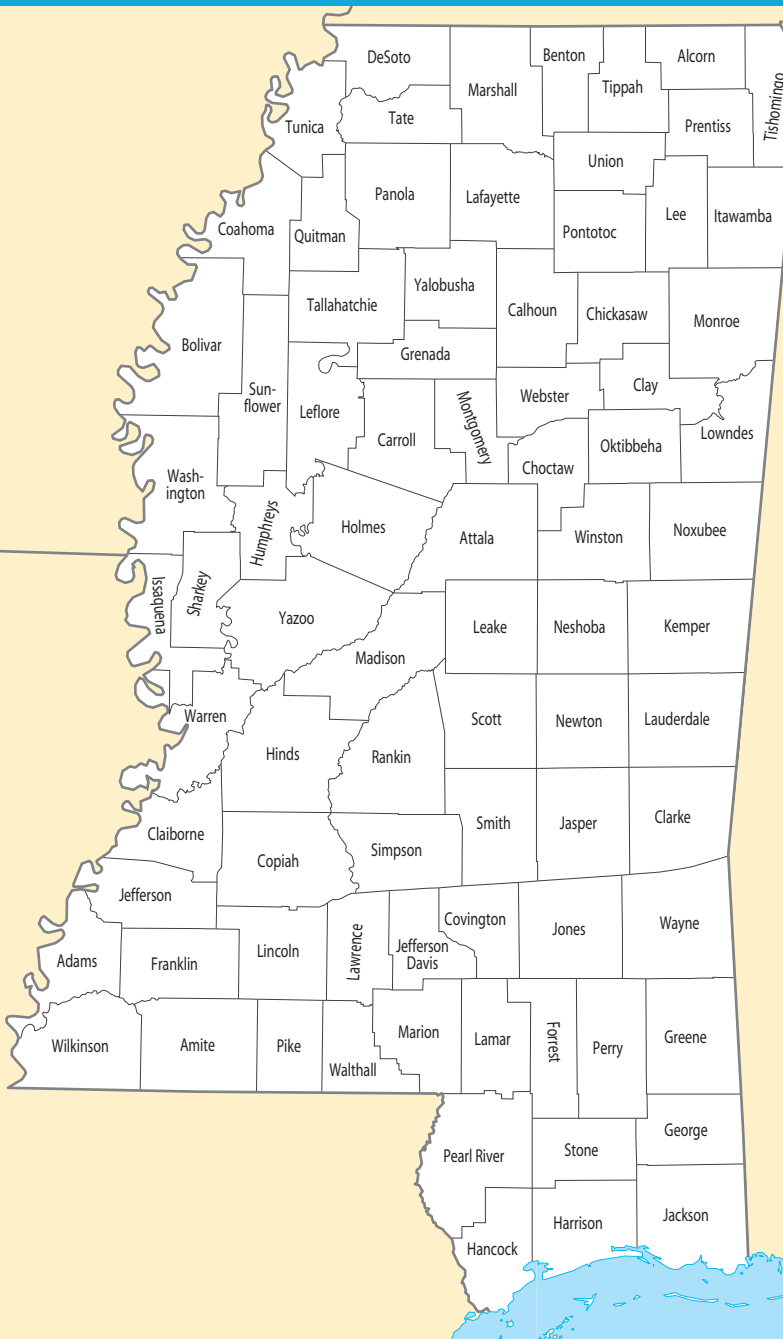 DeSoto
Benton
Alcorn
Tishomingo
Marshall
Tippah
Tate
Tunica
Prentiss
Union
Panola
Lafayette
Lee
Itawamba
Coahoma
Quitman
Pontotoc
Tallahatchie
Yalobusha
Calhoun
Chickasaw
Monroe
Bolivar
Grenada
Sun-
flower
Leflore
Webster
Clay
Carroll
Montgomery
Lowndes
Oktibbeha
Choctaw
Wash-
ington
Humphreys
Holmes
Attala
Winston
Noxubee
Issaquena
Sharkey
Yazoo
Leake
Neshoba
Kemper
Madison
Warren
Scott
Newton
Lauderdale
Hinds
Rankin
Claiborne
Smith
Jasper
Clarke
Copiah
Simpson
Jefferson
Covington
Jones
Wayne
Adams
Franklin
Lincoln
Lawrence
Jefferson
Davis
Wilkinson
Amite
Pike
Walthall
Marion
Lamar
Forrest
Perry
Greene
Pearl River
Stone
George
Hancock
Harrison
Jackson